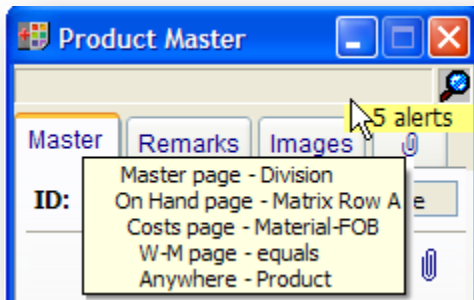 Product Master
5 alerts
Master Remarks Images
Master page - Division
ID:
On Hand page - Matrix Row A
e
Costs page - Material-FOB
W-M page - equals
Anywhere - Product